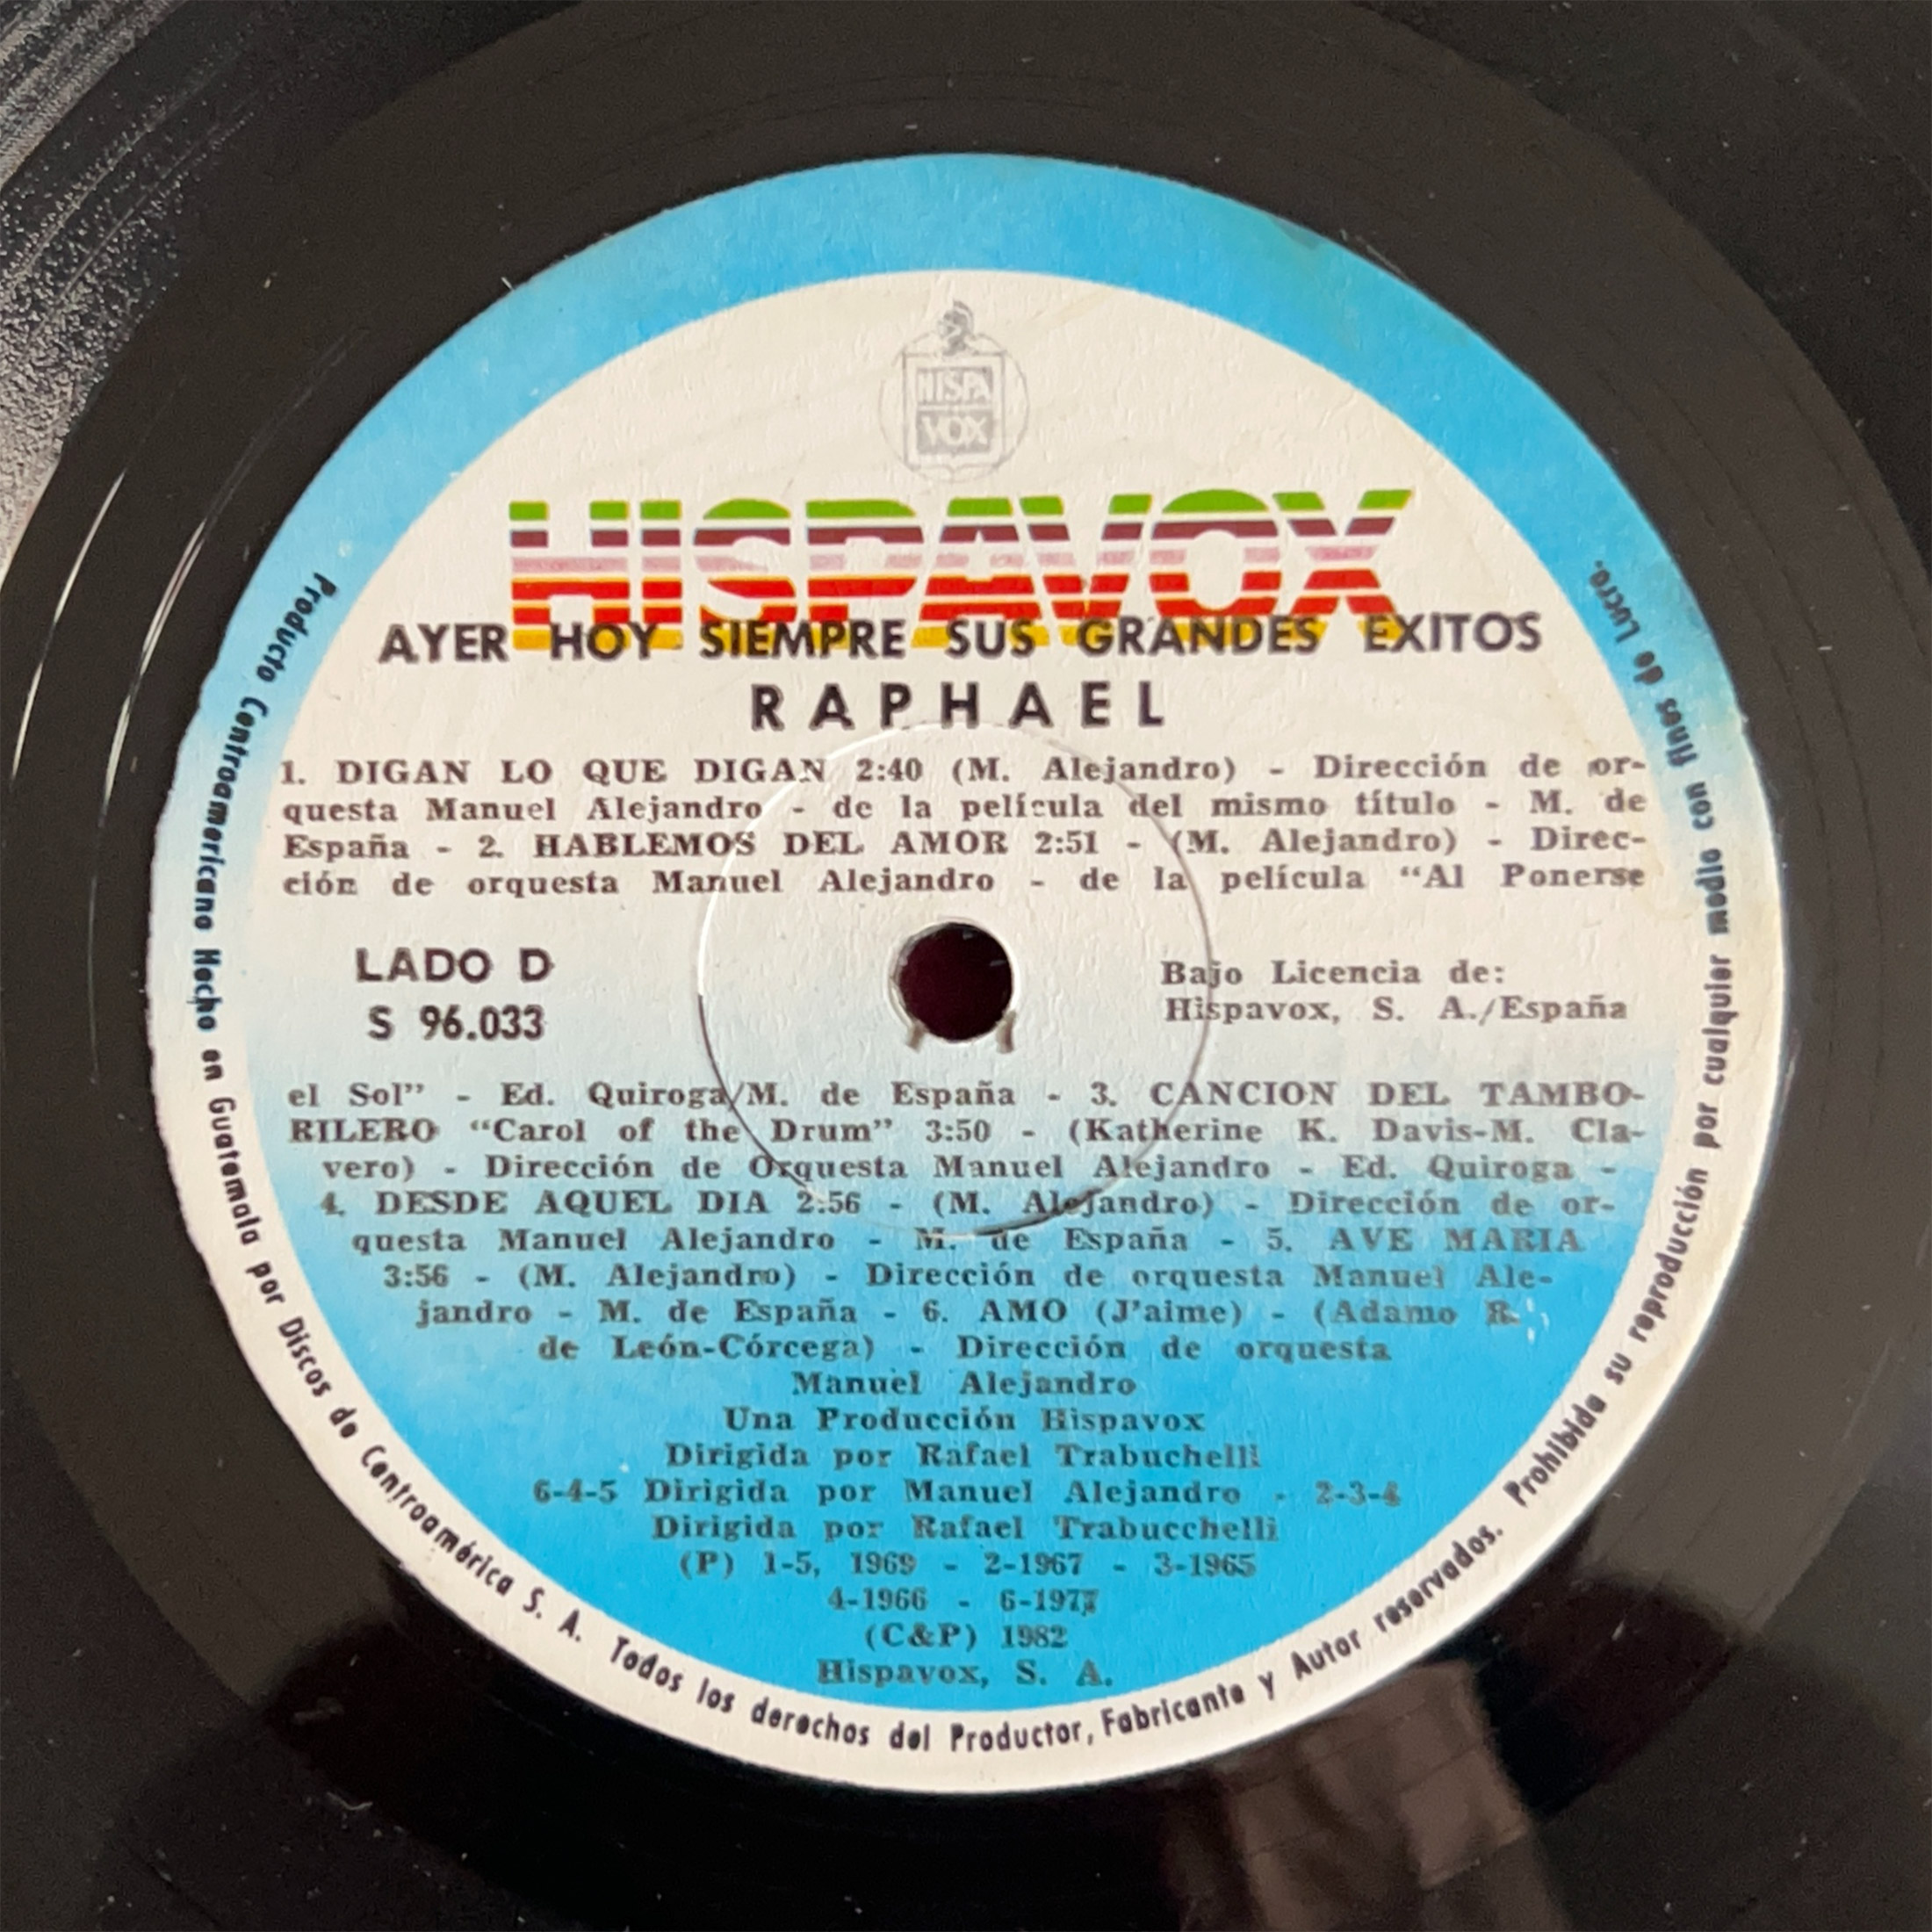 HISPA
VOX
HISPAVOX
AYER HOY SIEMPRE SUS GRANDES EXITOS
RAPHAEL
1. DIGAN LO QUE DIGAN 2:40 (M. Alejandro) - Dirección de or-
questa Manuel Alejandro - de la película del mismo título - M. de
España - 2. HABLEMOS DEL AMOR 2:51 - (M. Alejandro) - Direc-
ción de orquesta Manuel Alejandro - de la película “Al Ponerse
LADO D
S 96.033
Bajo Licencia de:
Hispavox, S. A./España
el Sol” - Ed. Quiroga/M. de España - 3. CANCION DEL TAMBO-
RILERO “Carol of the Drum” 3:50 - (Katherine K. Davis-M. Cla-
vero) - Dirección de Orquesta Manuel Alejandro - Ed. Quiroga -
4. DESDE AQUEL DIA 2:56 - (M. Alejandro) - Dirección de or-
questa Manuel Alejandro - M. de España - 5. AVE MARIA
3:56 - (M. Alejandro) - Dirección de orquesta Manuel Ale-
jandro - M. de España - 6. AMO (J’aime) - (Adamo R.
de León-Córcega) - Dirección de orquesta
Manuel Alejandro
Una Producción Hispavox
Dirigida por Rafael Trabuchelli
6-4-5 Dirigida por Manuel Alejandro - 2-3-4
Dirigida por Rafael Trabucchelli
(P) 1-5, 1969 - 2-1967 - 3-1965
4-1966 - 6-1977
(C&P) 1982
Hispavox, S. A.
Producto Centroamericano Hecho en Guatemala por Discos de Centroamérica S. A. Todos los derechos del Productor, Fabricante y Autor reservados. Prohibida su reproducción por cualquier medio con fines de Lucro.